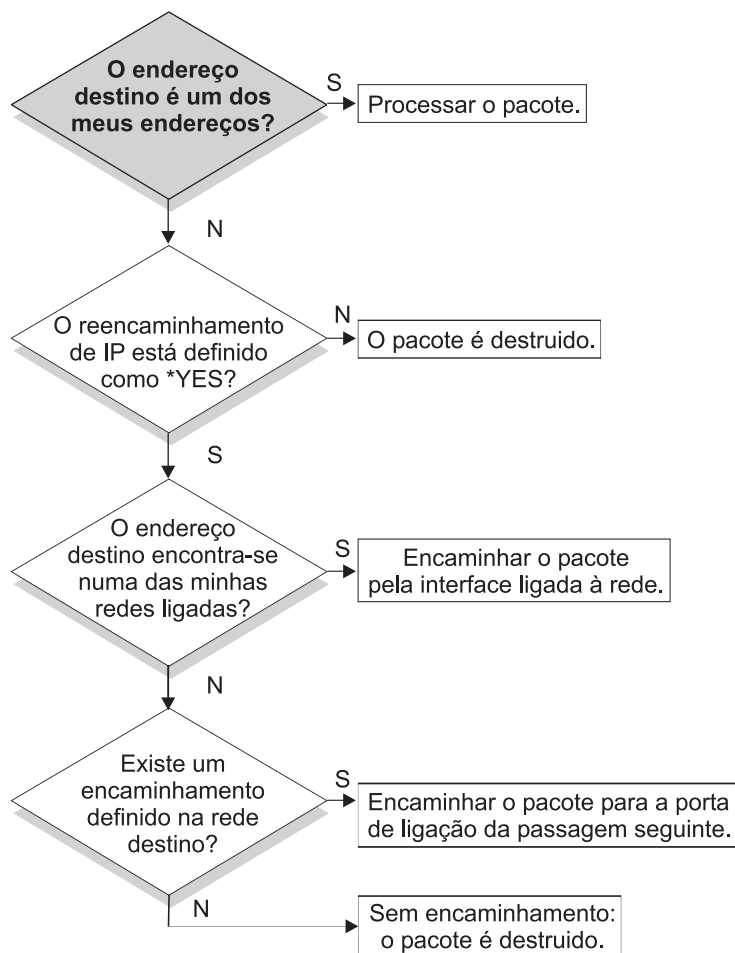 O endereço
destino é um dos
meus endereços?
S
Processar o pacote.
N
O reencaminhamento
de IP está definido
como *YES?
N
O pacote é destruido.
S
O endereço
destino encontra-se
numa das minhas
redes ligadas?
S
Encaminhar o pacote
pela interface ligada à rede.
N
Existe um
encaminhamento
definido na rede
destino?
S
Encaminhar o pacote para a porta
de ligação da passagem seguinte.
N
Sem encaminhamento:
o pacote é destruido.